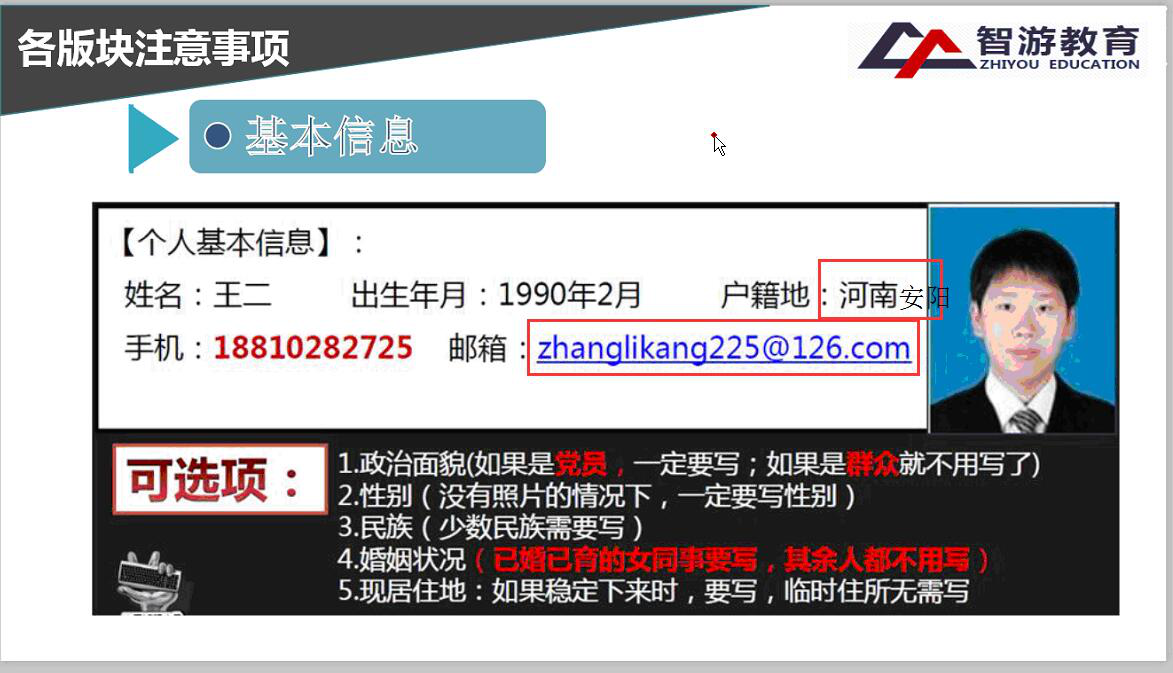 各版块注意事项
智游教育
ZHIYOU EDUCATION
基本信息
【个人基本信息】：
姓名：王二 出生年月：1990年2月 户籍地：河南安阳
手机：18810282725 邮箱：zhanglikang225@126.com
可选项：
1.政治面貌(如果是党员，一定要写；如果是群众就不用写了)
2.性别（没有照片的情况下，一定要写性别）
3.民族（少数民族需要写）
4.婚姻状况（已婚已育的女同事要写，其余人都不用写）
5.现居住地：如果稳定下来时，要写，临时住所无需写